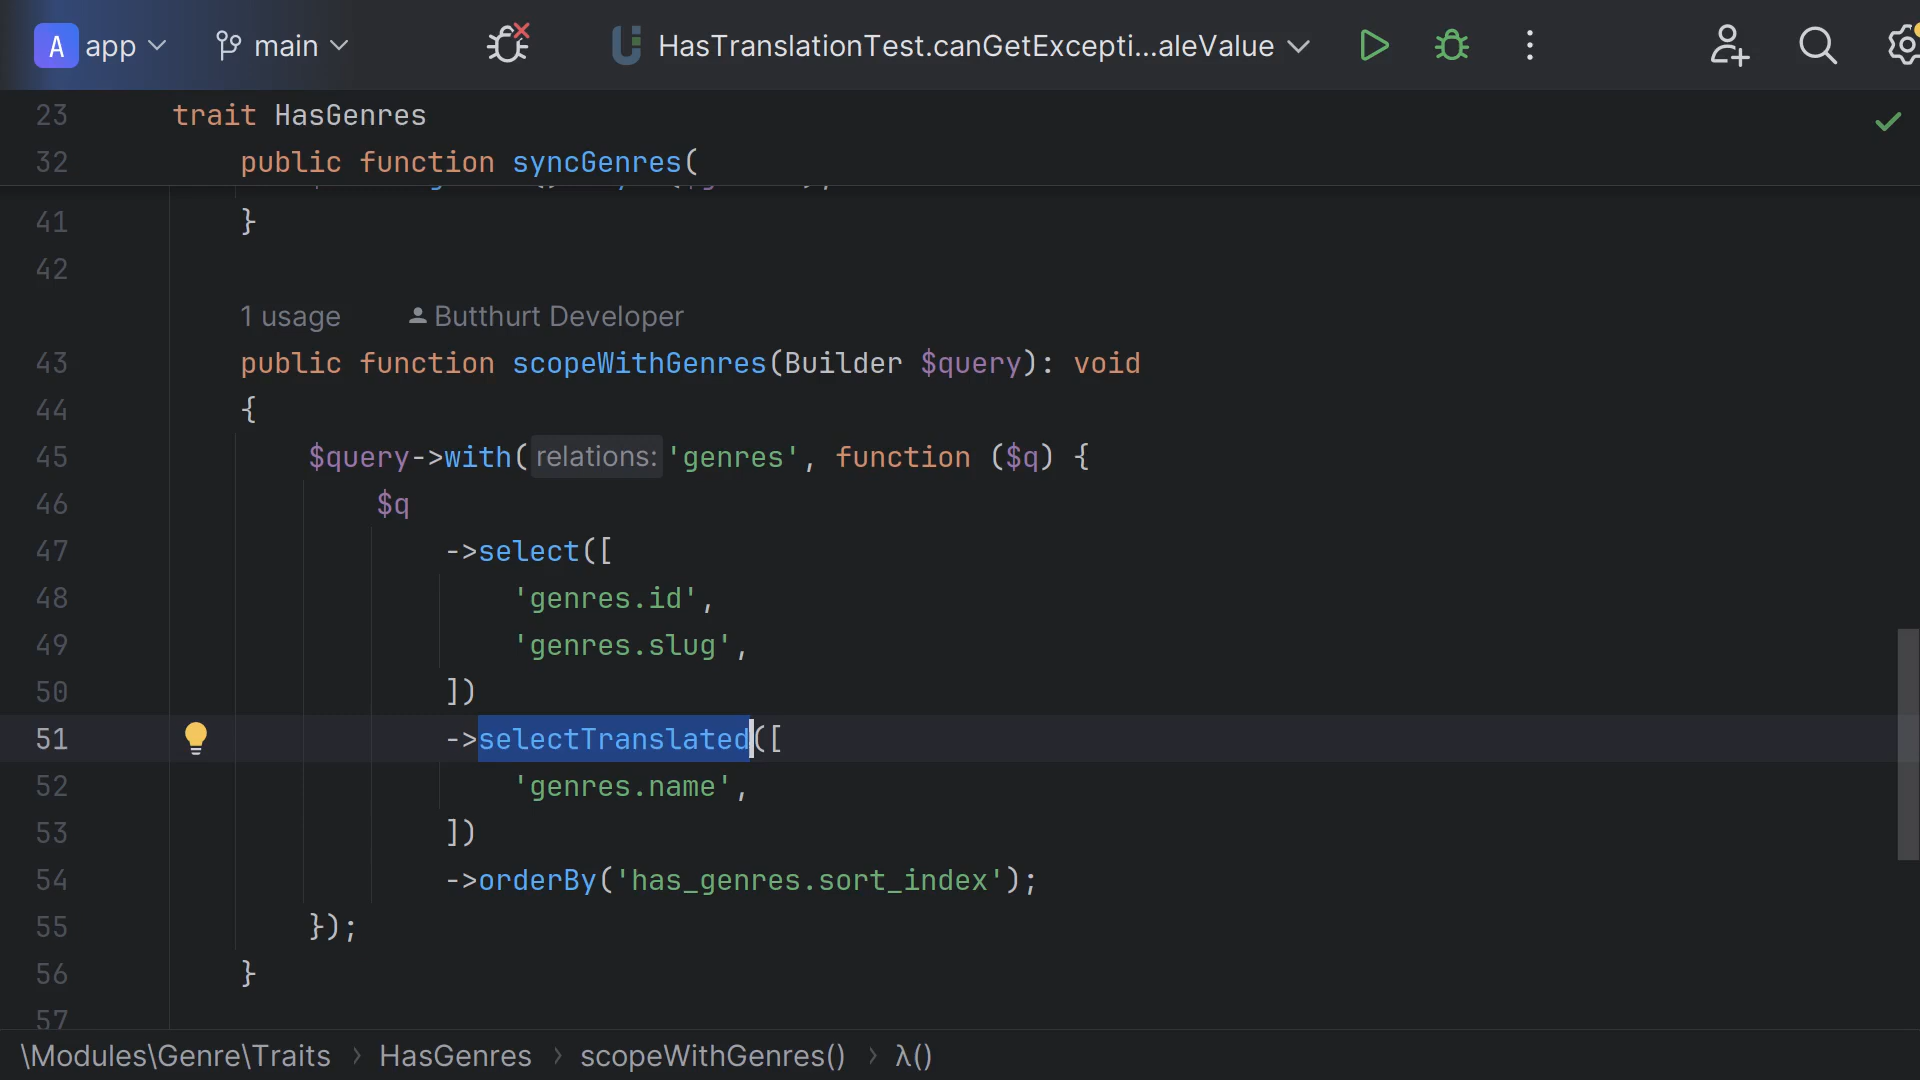 A app main HasTranslationTest.canGetExcepti...aleValue
23 trait HasGenres
32 public function syncGenres(
41 }
42
1 usage Butthurt Developer
43 public function scopeWithGenres(Builder $query): void
44 {
45 $query->with( relations: 'genres', function ($q) {
46 $q
47 ->select([
48 'genres.id',
49 'genres.slug',
50 ])
51 ->selectTranslated([
52 'genres.name',
53 ])
54 ->orderBy('has_genres.sort_index');
55 });
56 }
57
\Modules\Genre\Traits › HasGenres › scopeWithGenres() › λ()